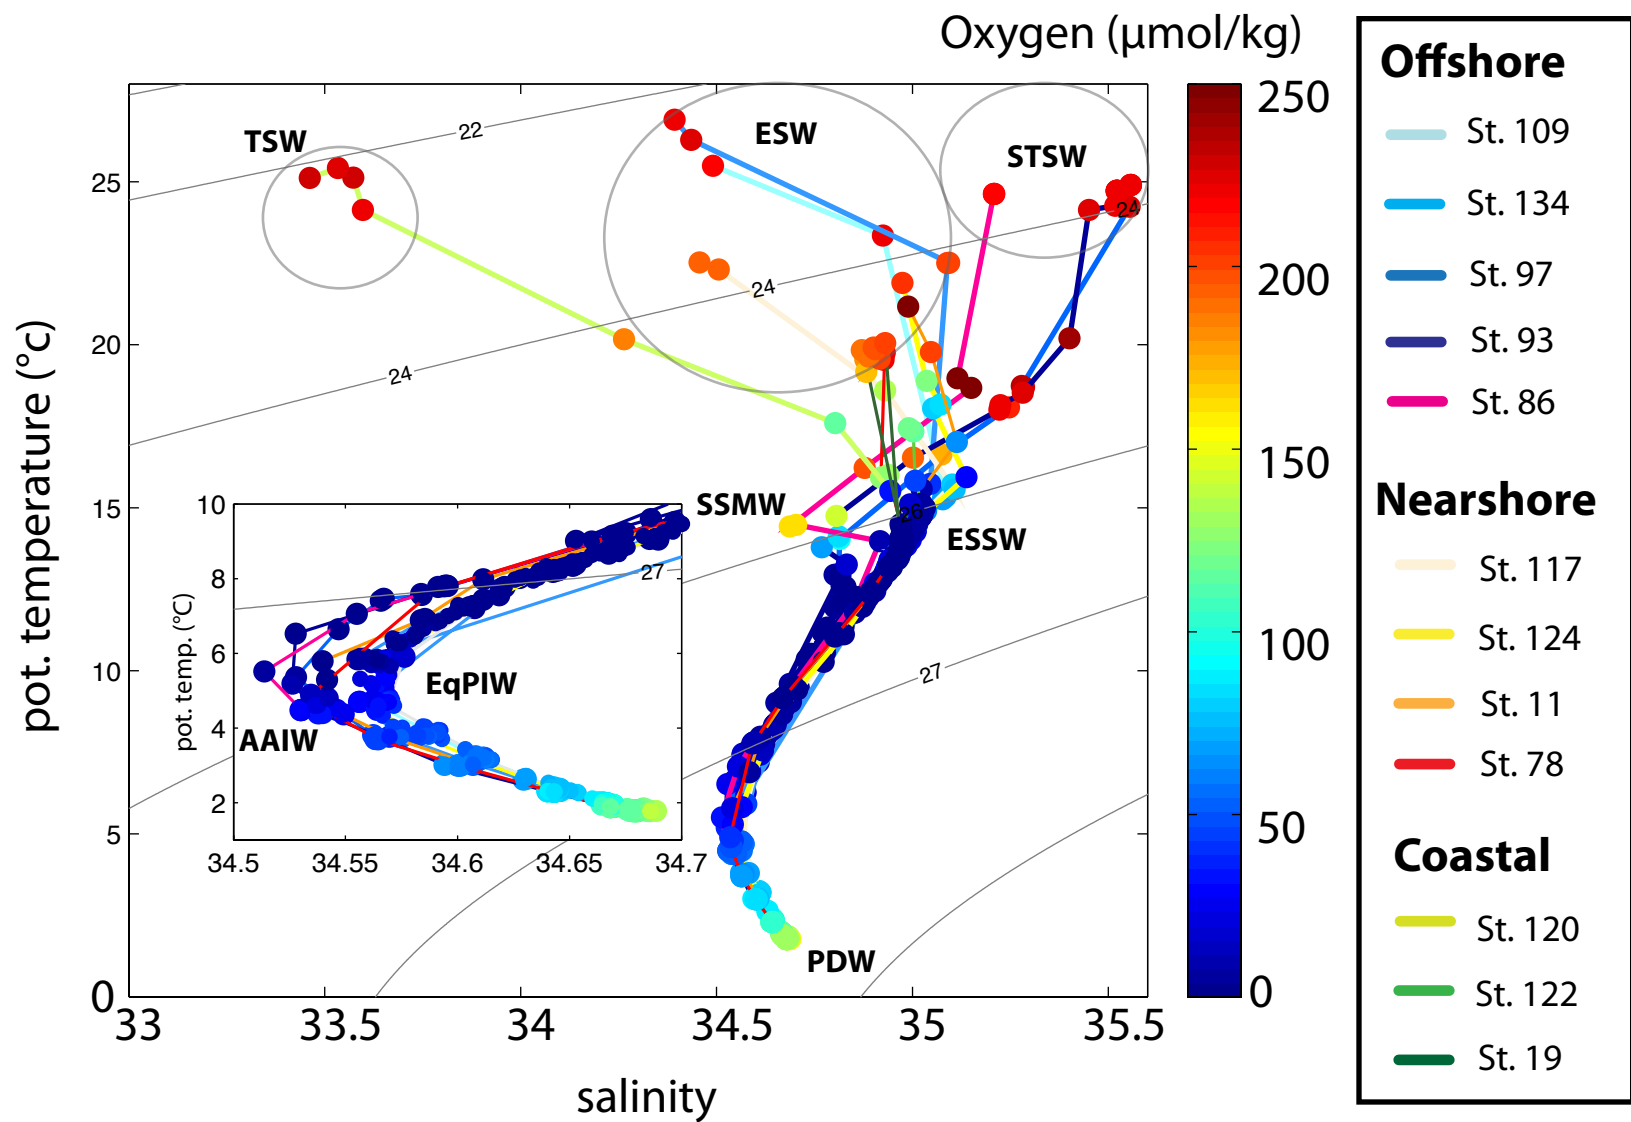 Oxygen (µmol/kg)
TSW
22
ESW
STSW
24
24
24
SSMW
26
ESSW
27
PDW
25
20
15
10
5
0
33
33.5
34
34.5
35
35.5
pot. temperature (°c)
salinity
10
8
6
4
2
34.5
34.55
34.6
34.65
34.7
pot. temp. (°C)
27
EqPIW
AAIW
250
200
150
100
50
0
Offshore
St. 109
St. 134
St. 97
St. 93
St. 86
Nearshore
St. 117
St. 124
St. 11
St. 78
Coastal
St. 120
St. 122
St. 19